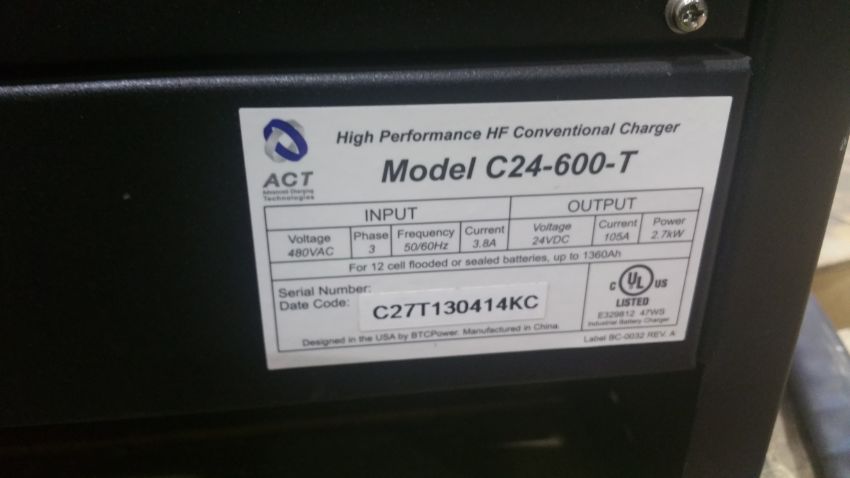 High Performance HF Conventional Charger
Model C24-600-T
ACT
Advanced Charging
Technologies
INPUT OUTPUT
Voltage Phase Frequency Current Voltage Current Power
480VAC 3 50/60Hz 3.8A 24VDC 105A 2.7kW
For 12 cell flooded or sealed batteries, up to 1360Ah
Serial Number:
Date Code: C27T130414KC
C UL US
LISTED
E329812 47WS
Industrial Battery Charger
Designed in the USA by BTCPower. Manufactured in China.
Label BC-0032 REV. A